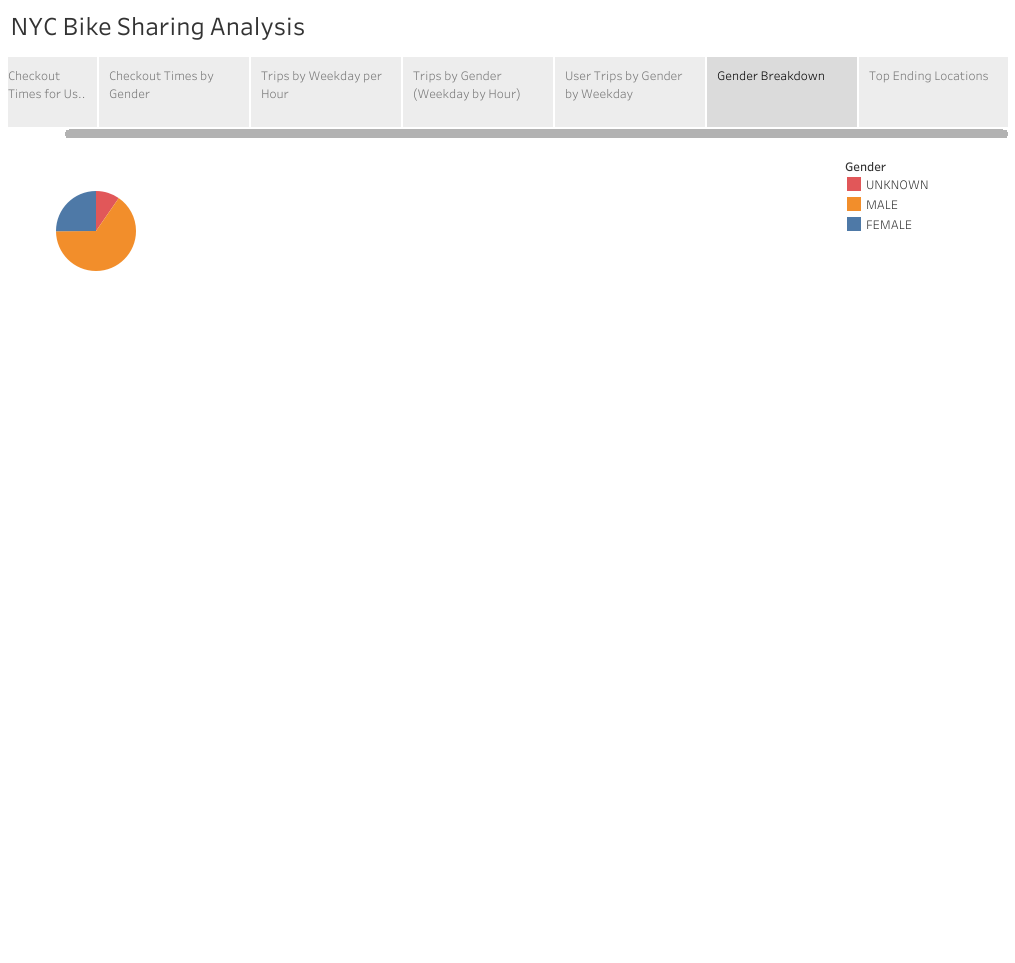 NYC Bike Sharing Analysis
Checkout
Times for Us..
Checkout Times by
Gender
Trips by Weekday per
Hour
Trips by Gender
(Weekday by Hour)
User Trips by Gender
by Weekday
Gender Breakdown
Top Ending Locations
Gender
UNKNOWN
MALE
FEMALE